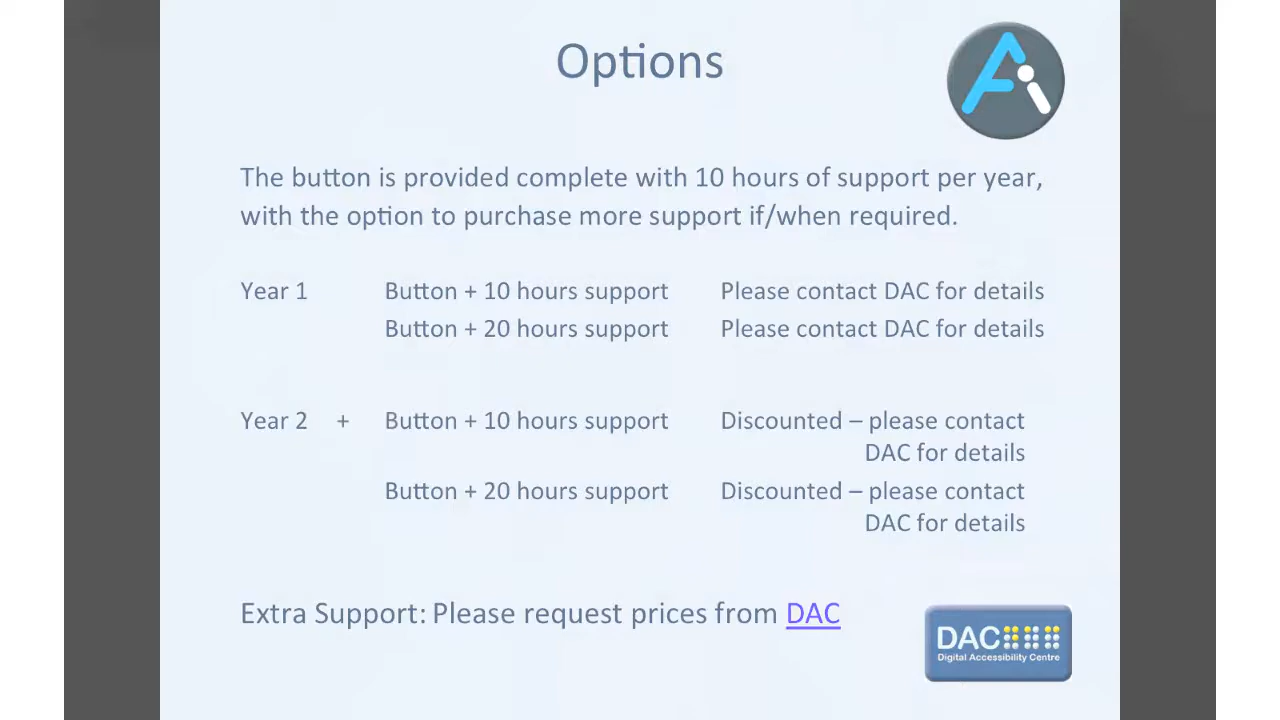 Options
The button is provided complete with 10 hours of support per year,
with the option to purchase more support if/when required.
Year 1 Button + 10 hours support Please contact DAC for details
Button + 20 hours support Please contact DAC for details
Year 2 + Button + 10 hours support Discounted – please contact
DAC for details
Button + 20 hours support Discounted – please contact
DAC for details
Extra Support: Please request prices from DAC
DAC
Digital Accessibility Centre